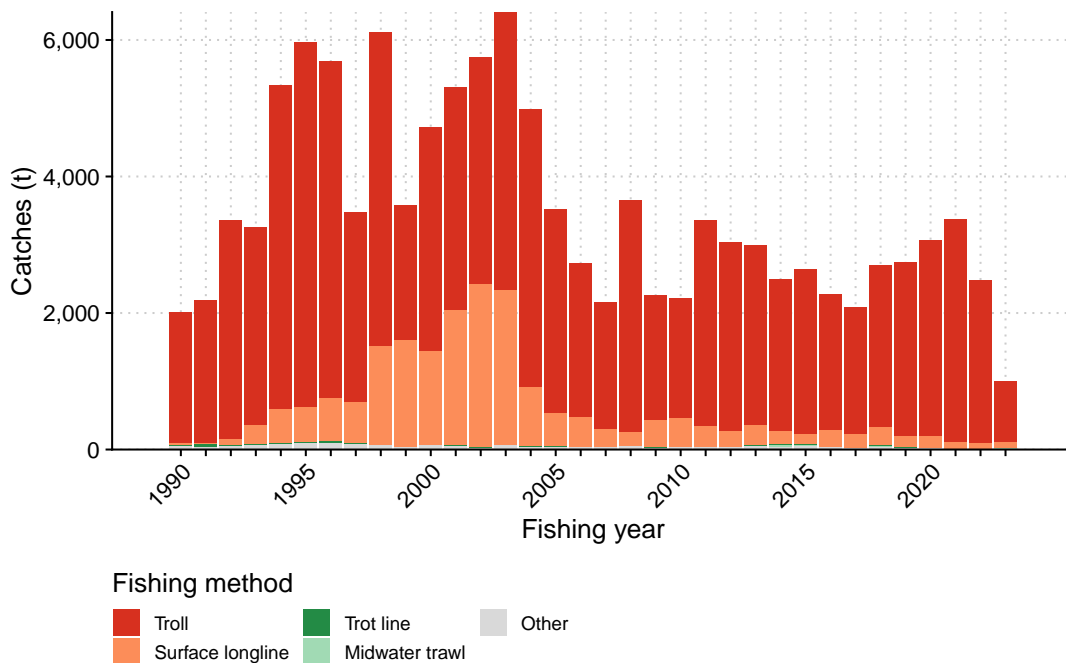 Catches (t)
6,000
4,000
2,000
0
1990
1995
2000
2005
2010
2015
2020
Fishing year
Fishing method
Troll
Trot line
Other
Surface longline
Midwater trawl